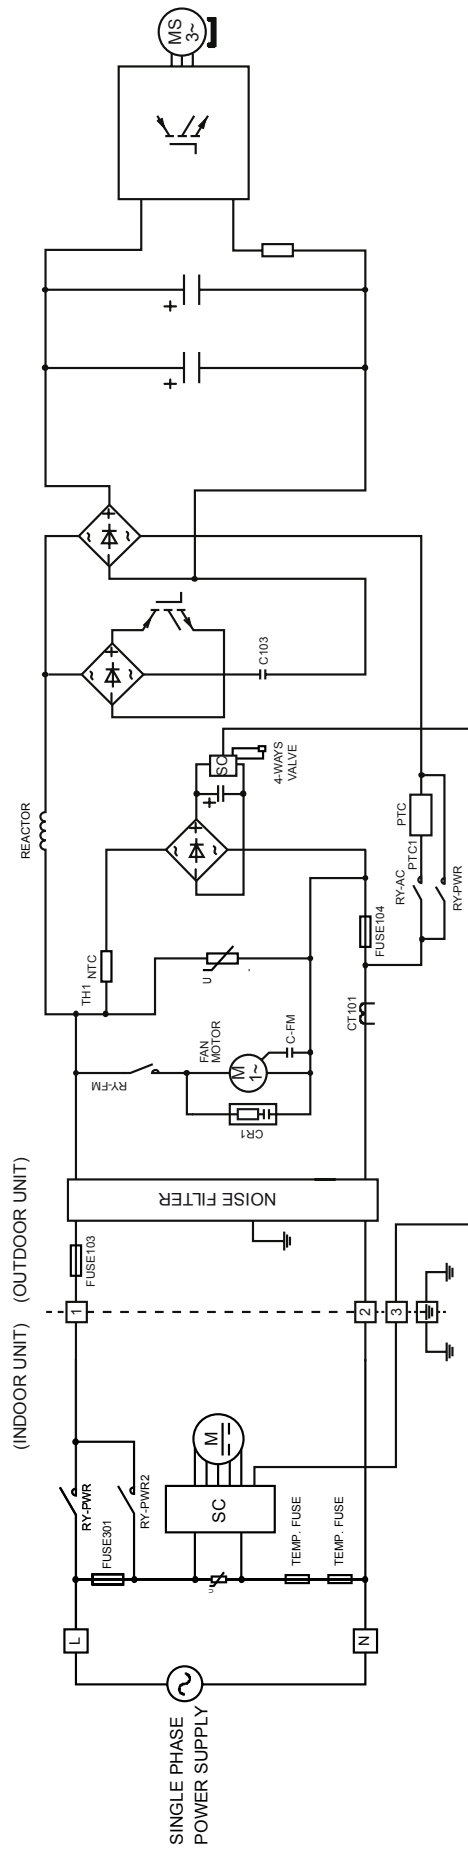 SINGLE PHASE
POWER SUPPLY
L
N
FUSE301
RY-PWR
RY-PWR2
SC
M
U
TEMP. FUSE
TEMP. FUSE
(INDOOR UNIT)
(OUTDOOR UNIT)
1
2
3
FUSE103
NOISE FILTER
RY-FM
CR1
FAN
MOTOR
M
1~
C-FM
CT101
TH1
NTC
U
FUSE104
REACTOR
~
+
-
~
+
SC
4-WAYS
VALVE
RY-AC
PTC1
PTC
RY-PWR
~
+
-
~
C103
~
+
-
~
+
+
MS
3~